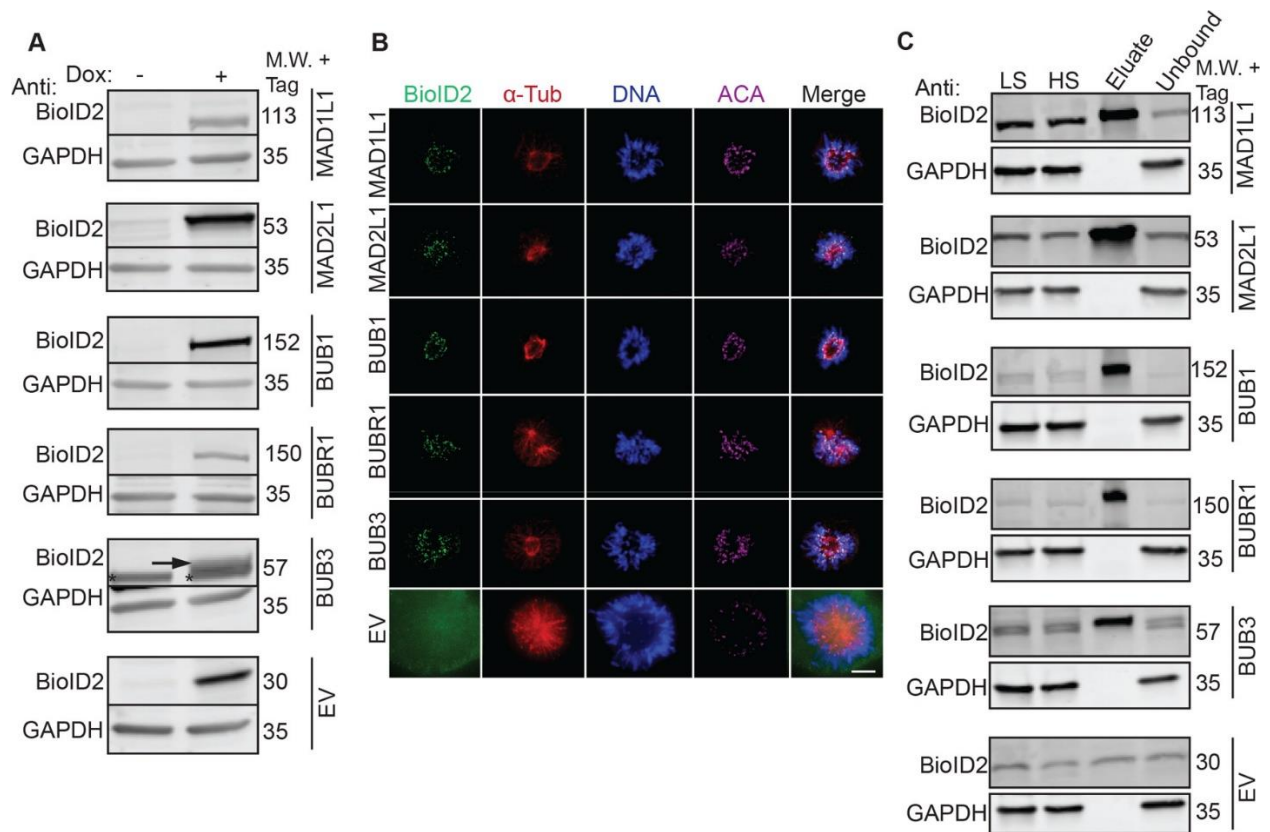 A
Anti:
Dox:
-
+
M.W. +
Tag
BioID2
113
GAPDH
35
MAD1L1
BioID2
53
GAPDH
35
MAD2L1
BioID2
152
GAPDH
35
BUB1
BioID2
150
GAPDH
35
BUBR1
BioID2
*
*
57
GAPDH
35
BUB3
BioID2
30
GAPDH
35
EV
B
BioID2 α-Tub DNA ACA Merge
MAD1L1
MAD2L1
BUB1
BUBR1
BUB3
EV
C
Anti:
LS HS Eluate Unbound
M.W. +
Tag
BioID2
113
GAPDH
35
MAD1L1
BioID2
53
GAPDH
35
MAD2L1
BioID2
152
GAPDH
35
BUB1
BioID2
150
GAPDH
35
BUBR1
BioID2
57
GAPDH
35
BUB3
BioID2
30
GAPDH
35
EV